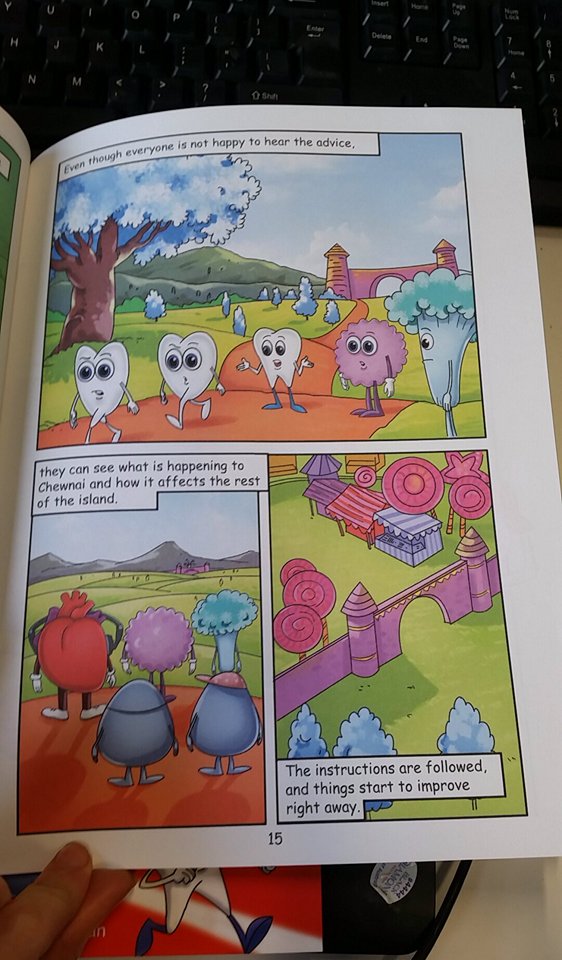 Y U I O P
Enter
Insert Home Page Up
Num Lock
Delete End Page Down
7 Home
8
J K L
4
5
N M < >
, . ? /
Shift
Even though everyone is not happy to hear the advice,
they can see what is happening to
Chewnai and how it affects the rest
of the island.
The instructions are followed,
and things start to improve
right away.
15